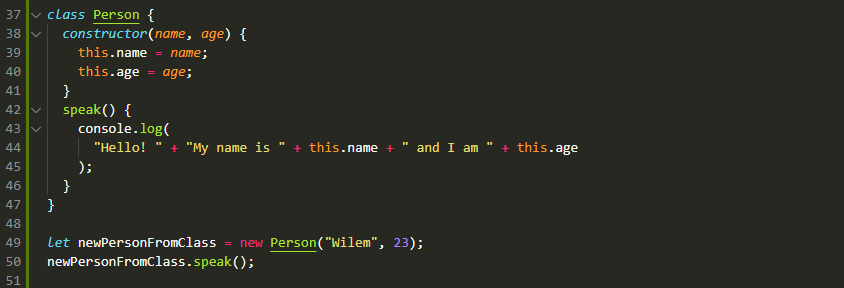 37 class Person {
38 constructor(name, age) {
39 this.name = name;
40 this.age = age;
41 }
42 speak() {
43 console.log(
44 "Hello! " + "My name is " + this.name + " and I am " + this.age
45 );
46 }
47 }
48
49 let newPersonFromClass = new Person("Wilem", 23);
50 newPersonFromClass.speak();
51